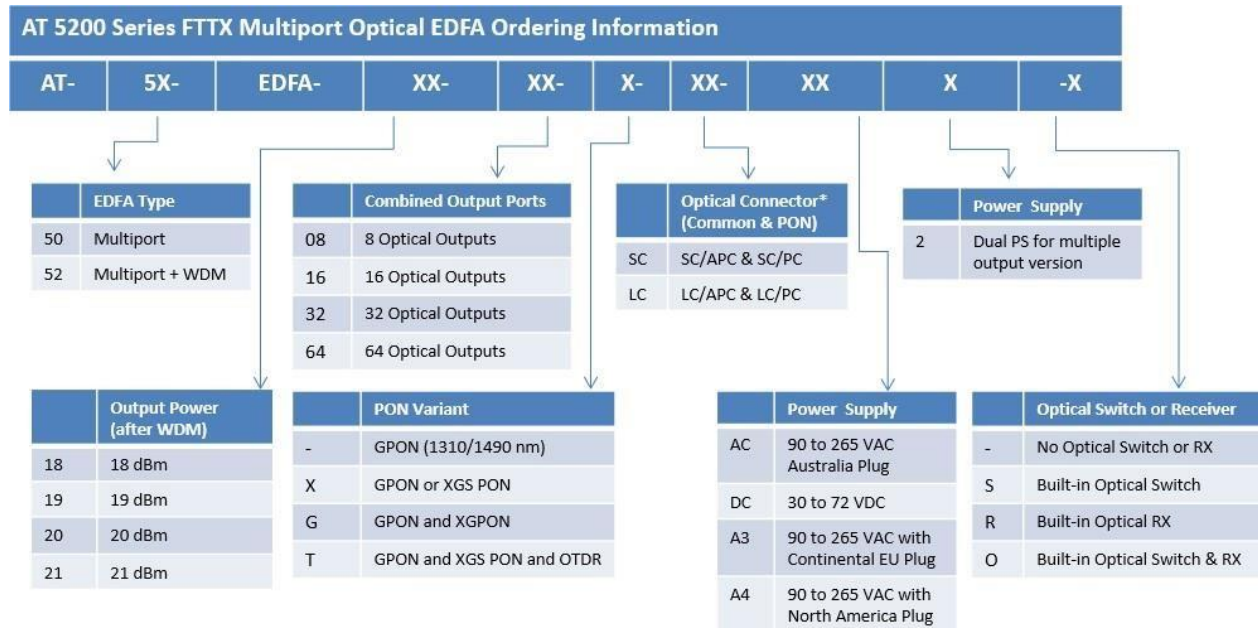 AT 5200 Series FTTX Multiport Optical EDFA Ordering Information
AT- 5X- EDFA- XX- XX- X- XX- XX X -X
EDFA Type
50 Multiport
52 Multiport + WDM
Combined Output Ports
08 8 Optical Outputs
16 16 Optical Outputs
32 32 Optical Outputs
64 64 Optical Outputs
Optical Connector*
(Common & PON)
SC SC/APC & SC/PC
LC LC/APC & LC/PC
Power Supply
2 Dual PS for multiple
output version
Output Power
(after WDM)
18 18 dBm
19 19 dBm
20 20 dBm
21 21 dBm
PON Variant
- GPON (1310/1490 nm)
X GPON or XGS PON
G GPON and XGPON
T GPON and XGS PON and OTDR
Power Supply
AC 90 to 265 VAC
Australia Plug
DC 30 to 72 VDC
A3 90 to 265 VAC with
Continental EU Plug
A4 90 to 265 VAC with
North America Plug
Optical Switch or Receiver
- No Optical Switch or RX
S Built-in Optical Switch
R Built-in Optical RX
O Built-in Optical Switch & RX